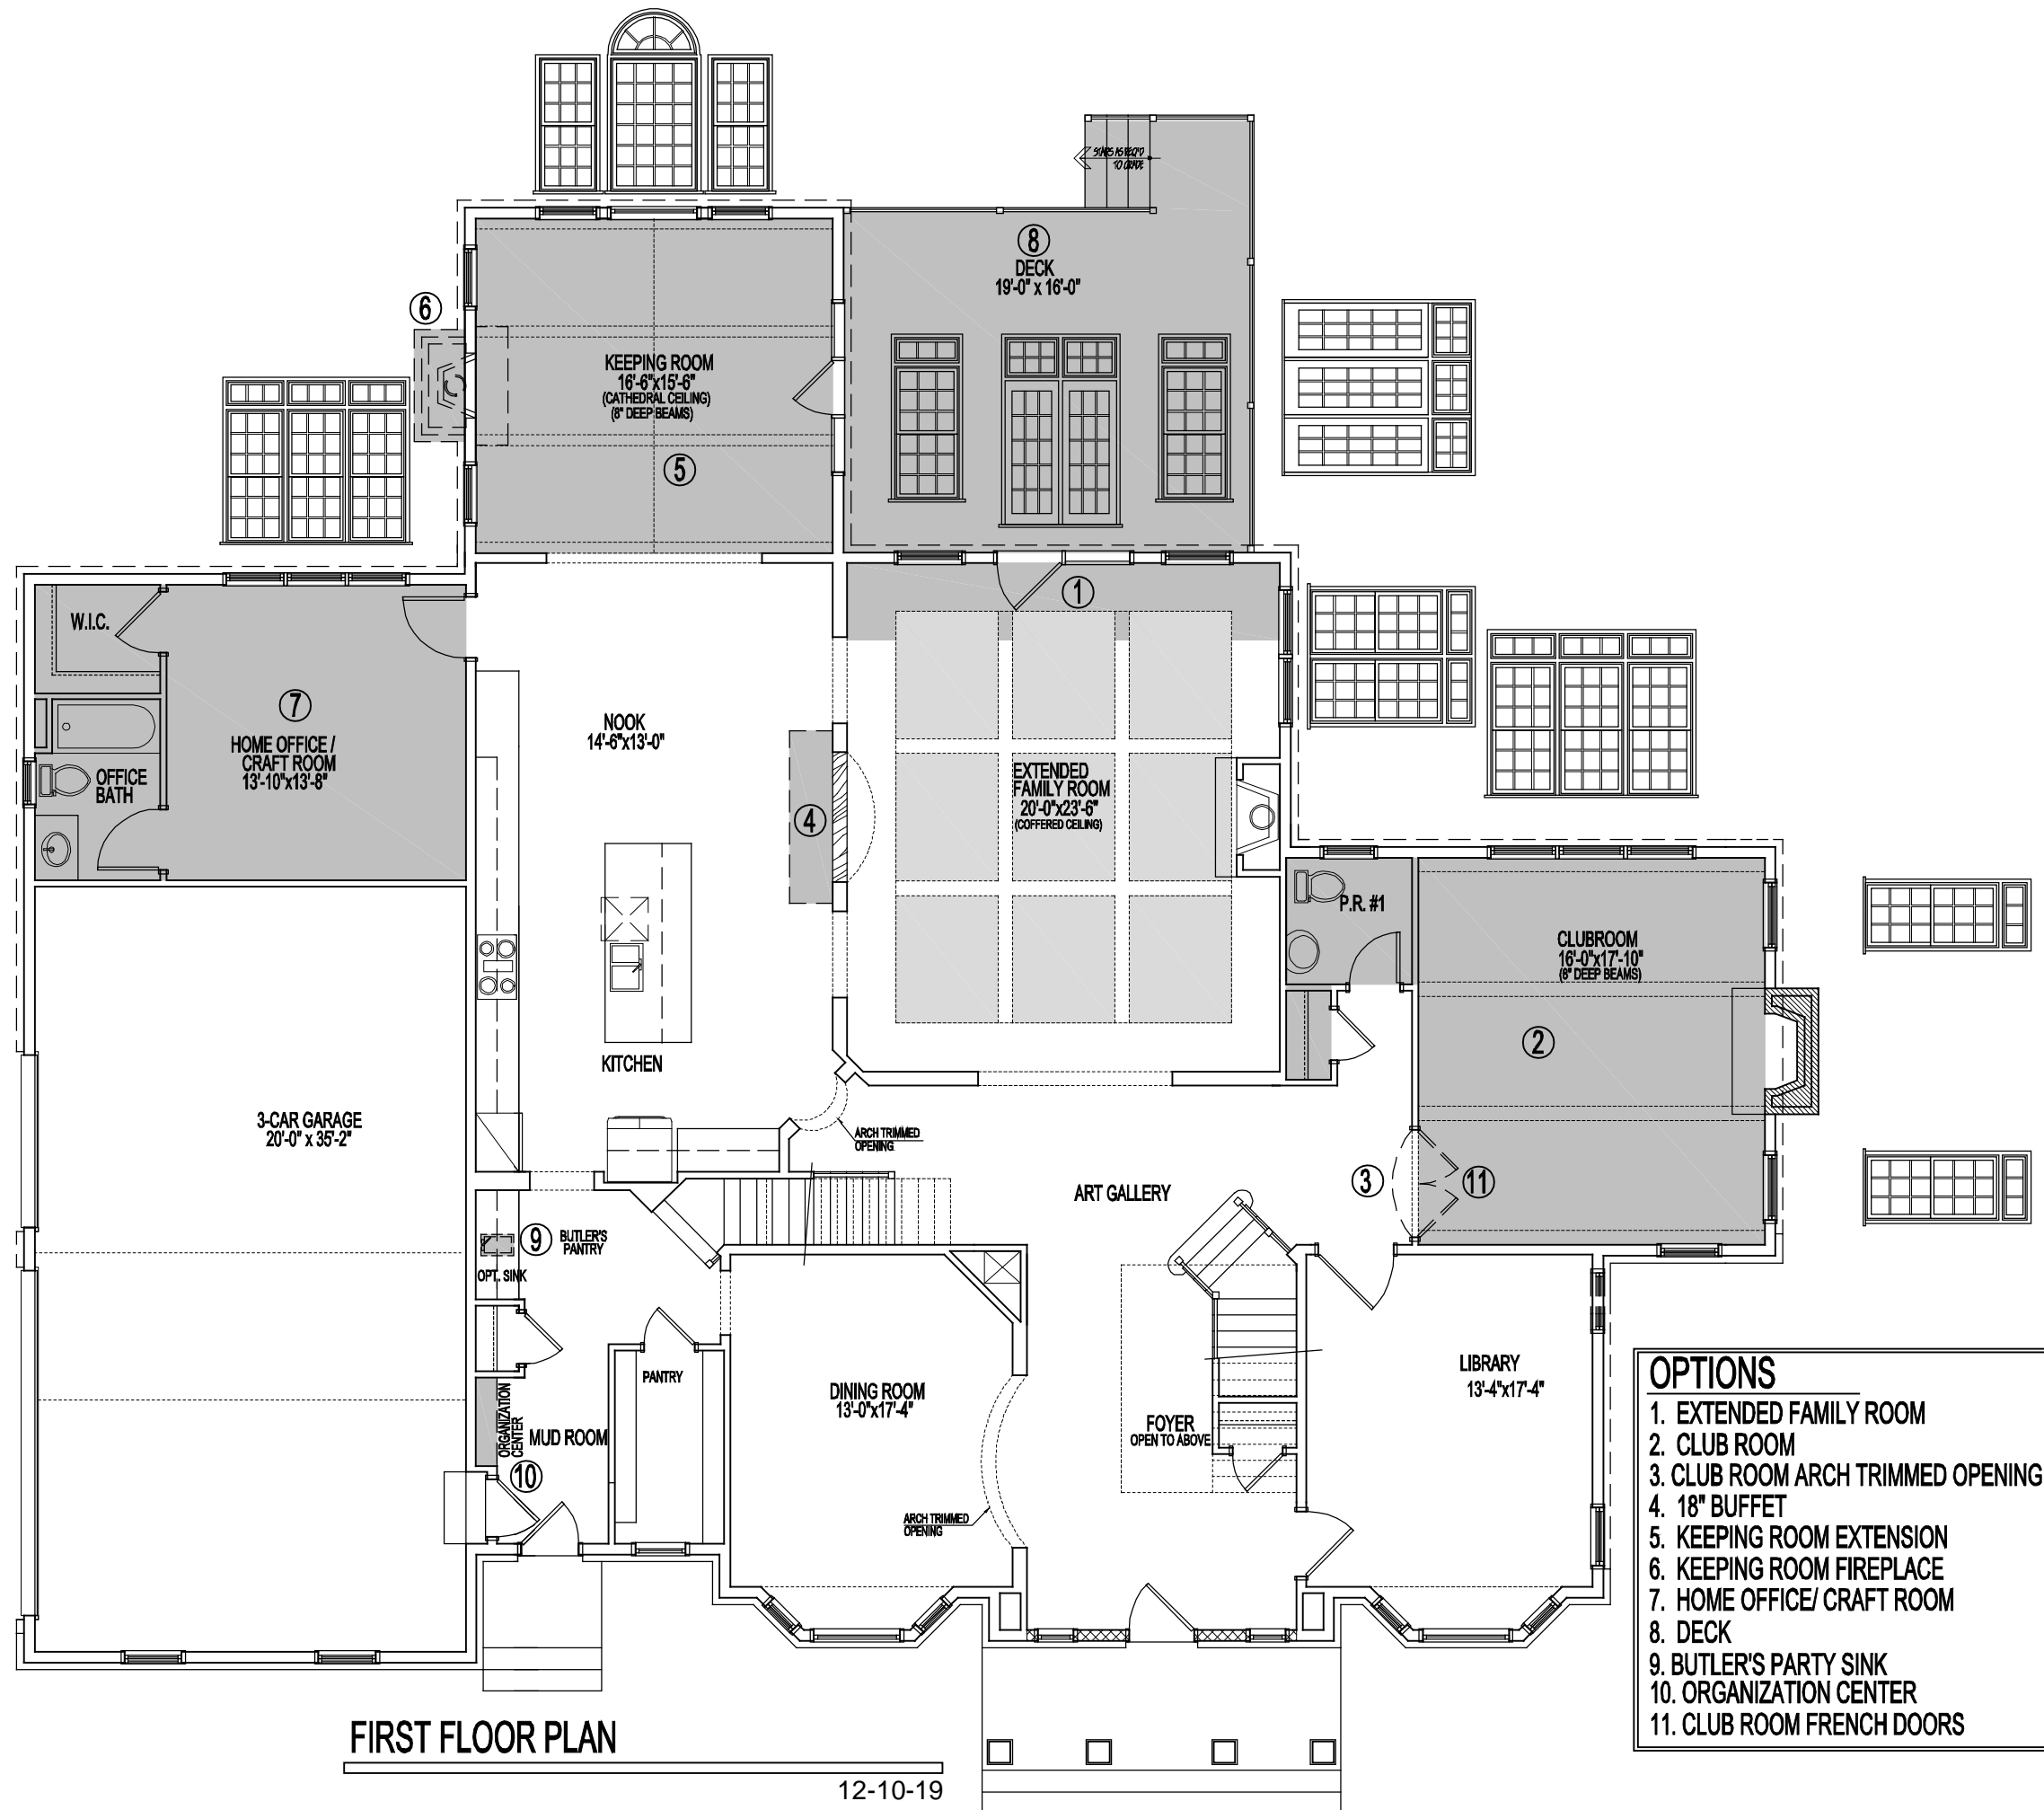 STAIRS AS REQ'D
TO GRADE
8
DECK
19'-0" x 16'-0"
6
KEEPING ROOM
16'-6"x15'-6"
(CATHEDRAL CEILING)
(8" DEEP BEAMS)
5
1
W.I.C.
7
HOME OFFICE /
CRAFT ROOM
13'-10"x13'-8"
OFFICE
BATH
NOOK
14'-6"x13'-0"
4
EXTENDED
FAMILY ROOM
20'-0"x23'-6"
(COFFERED CEILING)
P.R. #1
CLUBROOM
16'-0"x17'-10"
(8" DEEP BEAMS)
2
KITCHEN
3-CAR GARAGE
20'-0" x 35'-2"
ARCH TRIMMED
OPENING
ART GALLERY
3
11
9
BUTLER'S
PANTRY
OPT. SINK
PANTRY
ORGANIZATION
CENTER
MUD ROOM
10
DINING ROOM
13'-0"x17'-4"
ARCH TRIMMED
OPENING
FOYER
OPEN TO ABOVE
LIBRARY
13'-4"x17'-4"
OPTIONS
1. EXTENDED FAMILY ROOM
2. CLUB ROOM
3. CLUB ROOM ARCH TRIMMED OPENING
4. 18" BUFFET
5. KEEPING ROOM EXTENSION
6. KEEPING ROOM FIREPLACE
7. HOME OFFICE/ CRAFT ROOM
8. DECK
9. BUTLER'S PARTY SINK
10. ORGANIZATION CENTER
11. CLUB ROOM FRENCH DOORS
FIRST FLOOR PLAN
12-10-19